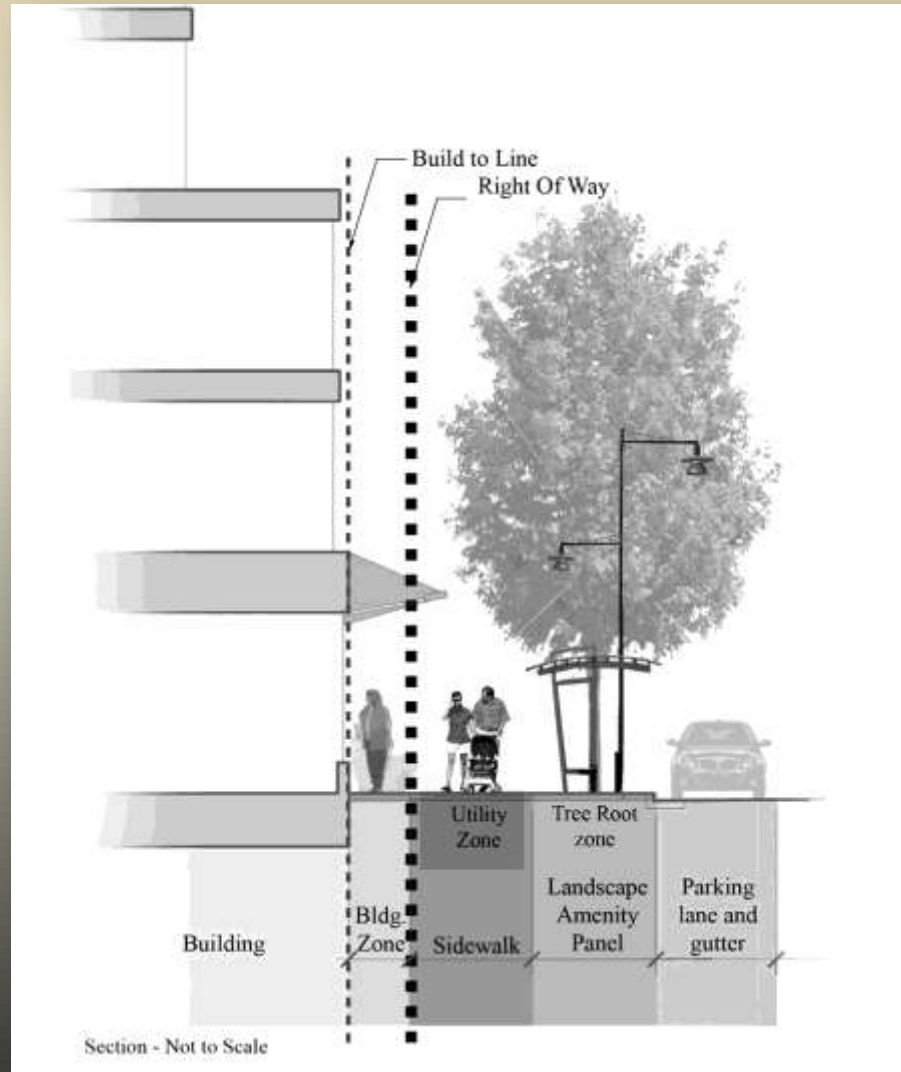 Build to Line
Right Of Way
Utility
Zone
Tree Root
zone
Building
Bldg.
Zone
Sidewalk
Landscape
Amenity
Panel
Parking
lane and
gutter
Section - Not to Scale